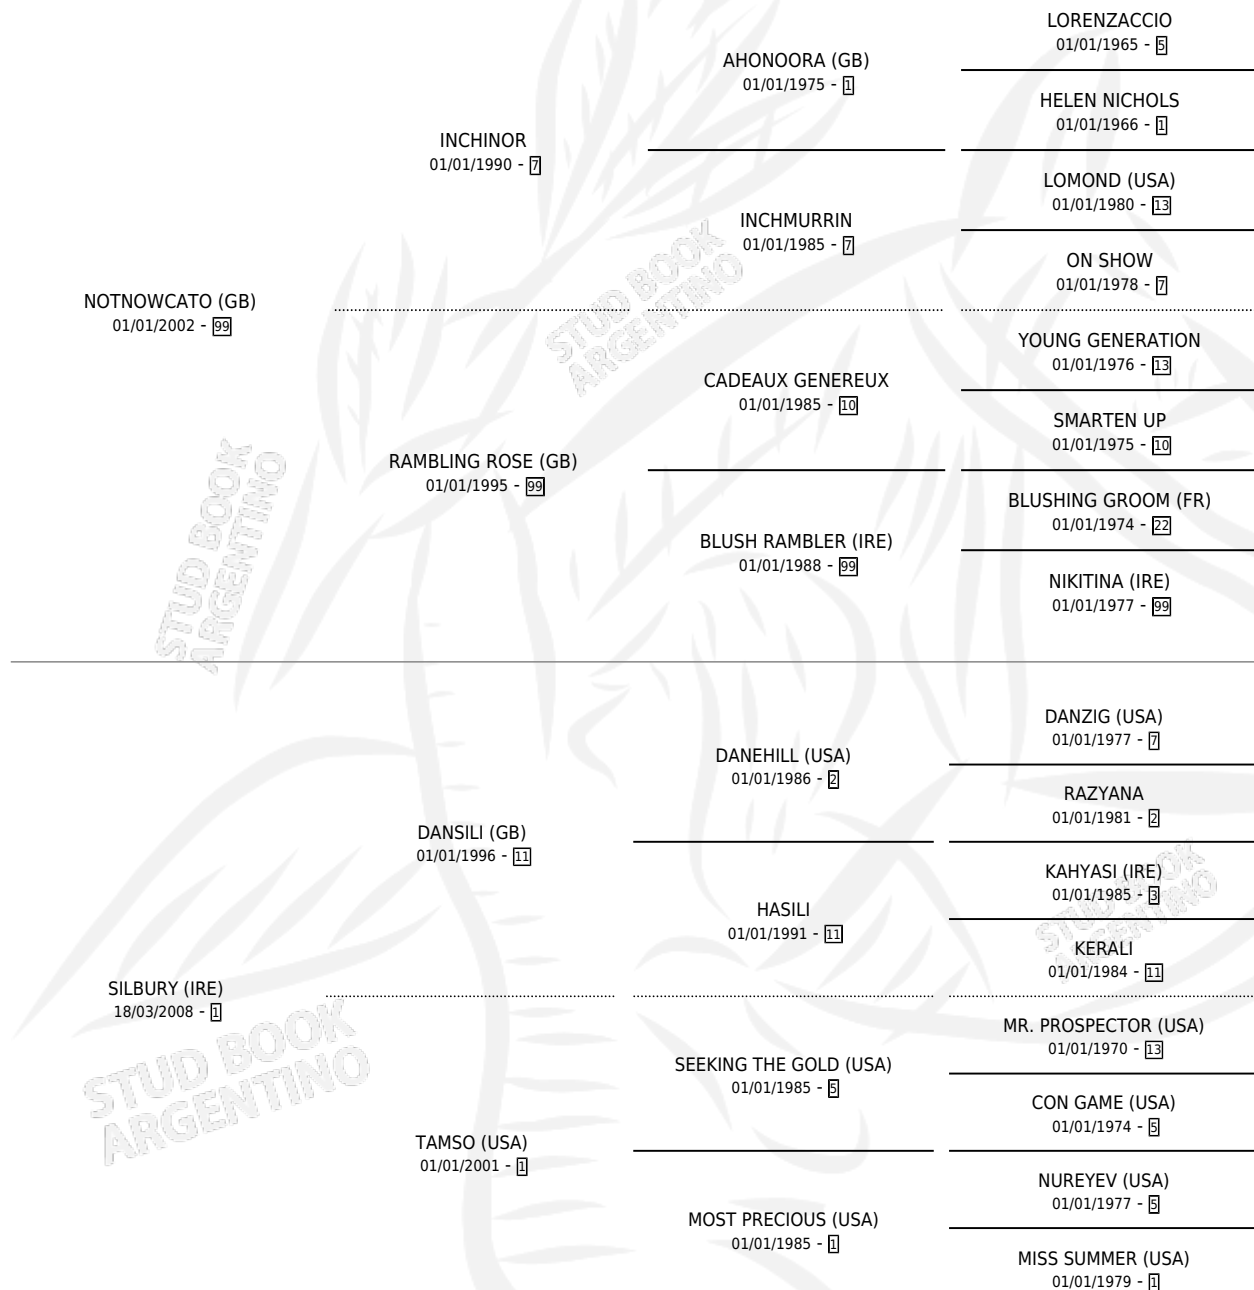 NOTNOWCATO (GB)
01/01/2002 - 99
INCHINOR
01/01/1990 - 7
RAMBLING ROSE (GB)
01/01/1995 - 99
AHONOORA (GB)
01/01/1975 - 1
INCHMURRIN
01/01/1985 - 7
CADEAUX GENEREUX
01/01/1985 - 10
BLUSH RAMBLER (IRE)
01/01/1988 - 99
LORENZACCIO
01/01/1965 - 5
HELEN NICHOLS
01/01/1966 - 1
LOMOND (USA)
01/01/1980 - 13
ON SHOW
01/01/1978 - 7
YOUNG GENERATION
01/01/1976 - 13
SMARTEN UP
01/01/1975 - 10
BLUSHING GROOM (FR)
01/01/1974 - 22
NIKITINA (IRE)
01/01/1977 - 99
SILBURY (IRE)
18/03/2008 - 1
DANSILI (GB)
01/01/1996 - 11
TAMSO (USA)
01/01/2001 - 1
DANEHILL (USA)
01/01/1986 - 2
HASILI
01/01/1991 - 11
SEEKING THE GOLD (USA)
01/01/1985 - 5
MOST PRECIOUS (USA)
01/01/1985 - 1
DANZIG (USA)
01/01/1977 - 7
RAZYANA
01/01/1981 - 2
KAHYASI (IRE)
01/01/1985 - 3
KERALI
01/01/1984 - 11
MR. PROSPECTOR (USA)
01/01/1970 - 13
CON GAME (USA)
01/01/1974 - 5
NUREYEV (USA)
01/01/1977 - 5
MISS SUMMER (USA)
01/01/1979 - 1
STUD BOOK
ARGENTINO
STUD BOOK
ARGENTINO
STUD BOOK
ARGENTINO
STUD BOOK
ARGENTINO